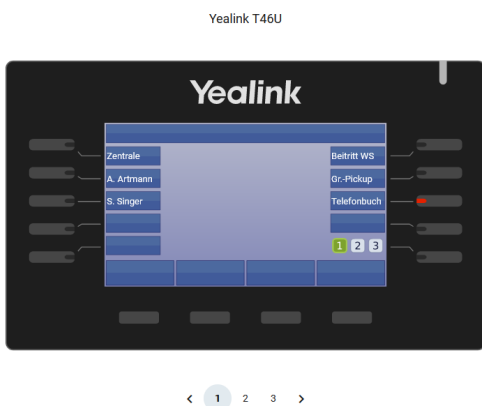 Yealink T46U
Yealink
Zentrale
Beitritt WS
A. Artmann
Gr.-Pickup
S. Singer
Telefonbuch
1 2 3
1 2 3